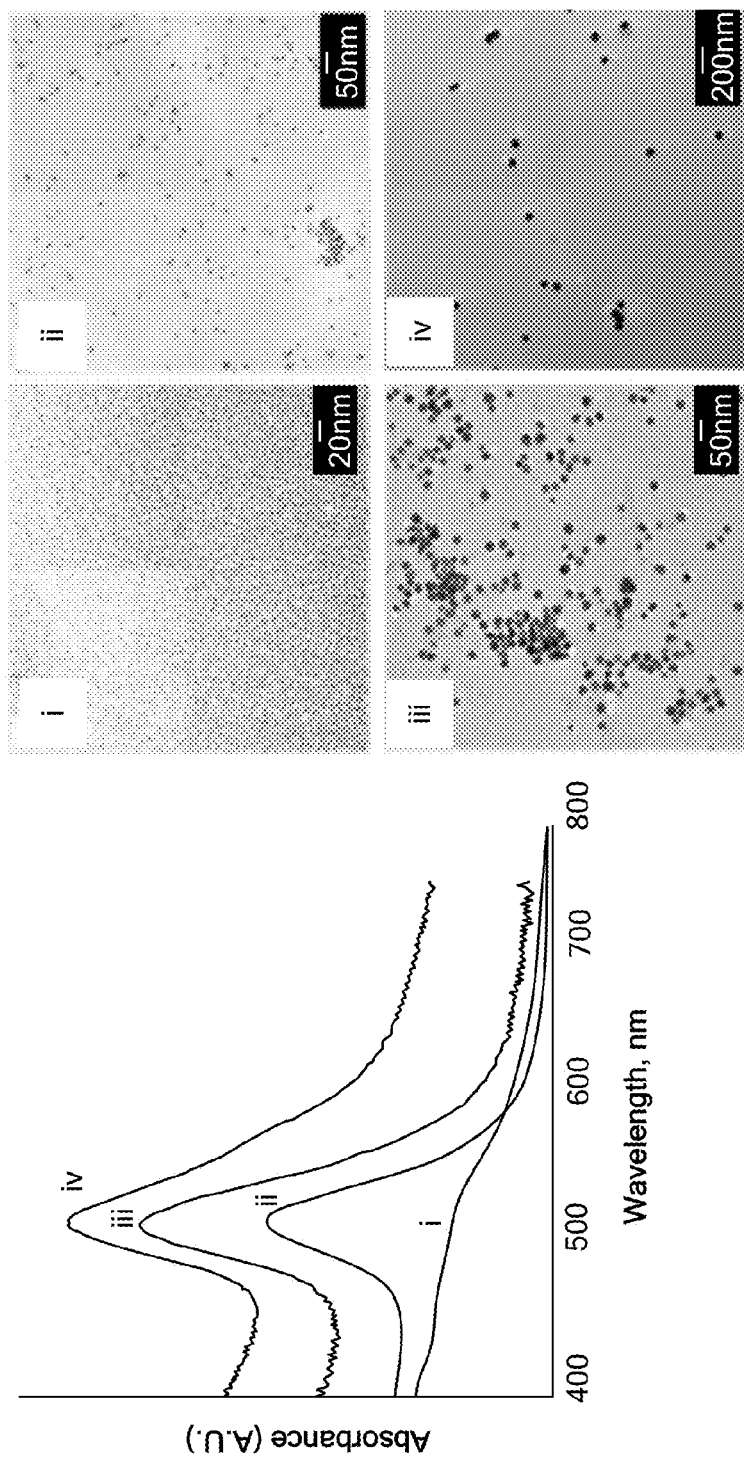 Absorbance (A.U.)
iv
iii
ii
i
400 500 600 700 800
Wavelength, nm
i
20nm
ii
50nm
iii
50nm
iv
200nm